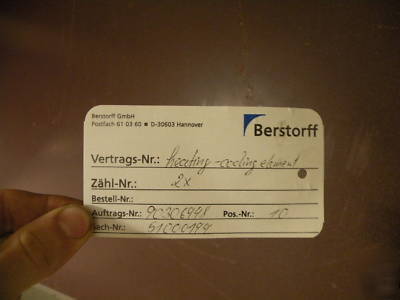 Berstorff GmbH
Postfach 61 03 60 ■ D-30603 Hannover
Berstorff
Vertrags-Nr.: heating-cooling element
Zähl-Nr.: 2x
Bestell-Nr.:
Auftrags-Nr.: 90306998 Pos.-Nr.: 10
Sach-Nr.: 51000194